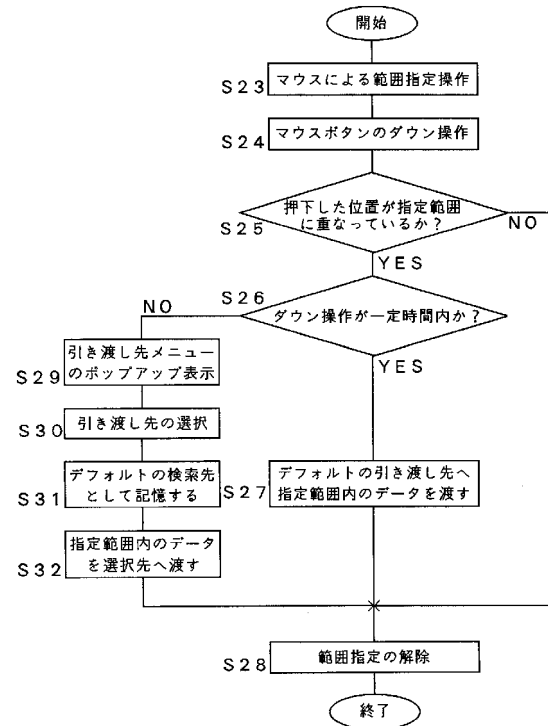 開始
S23
マウスによる範囲指定操作
S24
マウスボタンのダウン操作
S25
押下した位置が指定範囲
に重なっているか?
NO
YES
S26
ダウン操作が一定時間内か?
NO
YES
S29
引き渡し先メニュー
のポップアップ表示
S30
引き渡し先の選択
S31
デフォルトの検索先
として記憶する
S27
デフォルトの引き渡し先へ
指定範囲内のデータを渡す
S32
指定範囲内のデータ
を選択先へ渡す
S28
範囲指定の解除
終了